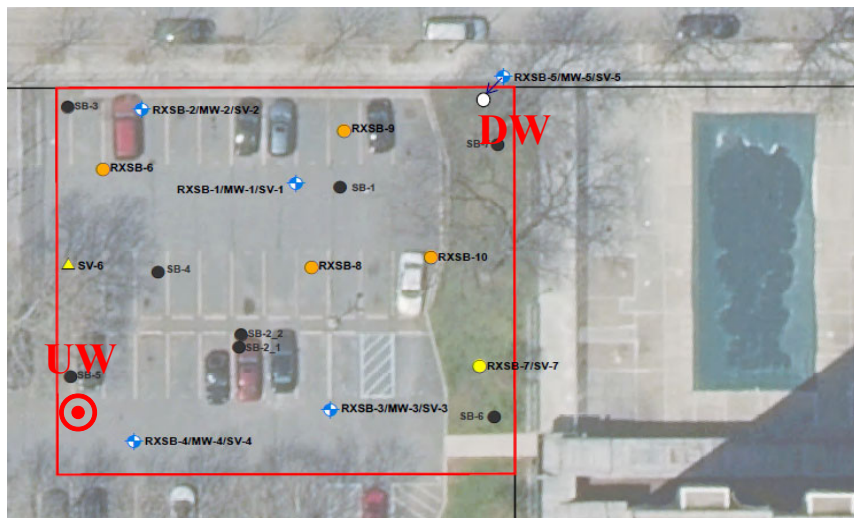 RXSB-5/MW-5/SV-5
SB-3
RXSB-2/MW-2/SV-2
DW
RXSB-9
RXSB-6
RXSB-1/MW-1/SV-1
SB-1
SV-6
SB-4
RXSB-8
RXSB-10
SB-2_2
SB-2_1
UW
SB-5
RXSB-7/SV-7
RXSB-3/MW-3/SV-3
SB-6
RXSB-4/MW-4/SV-4